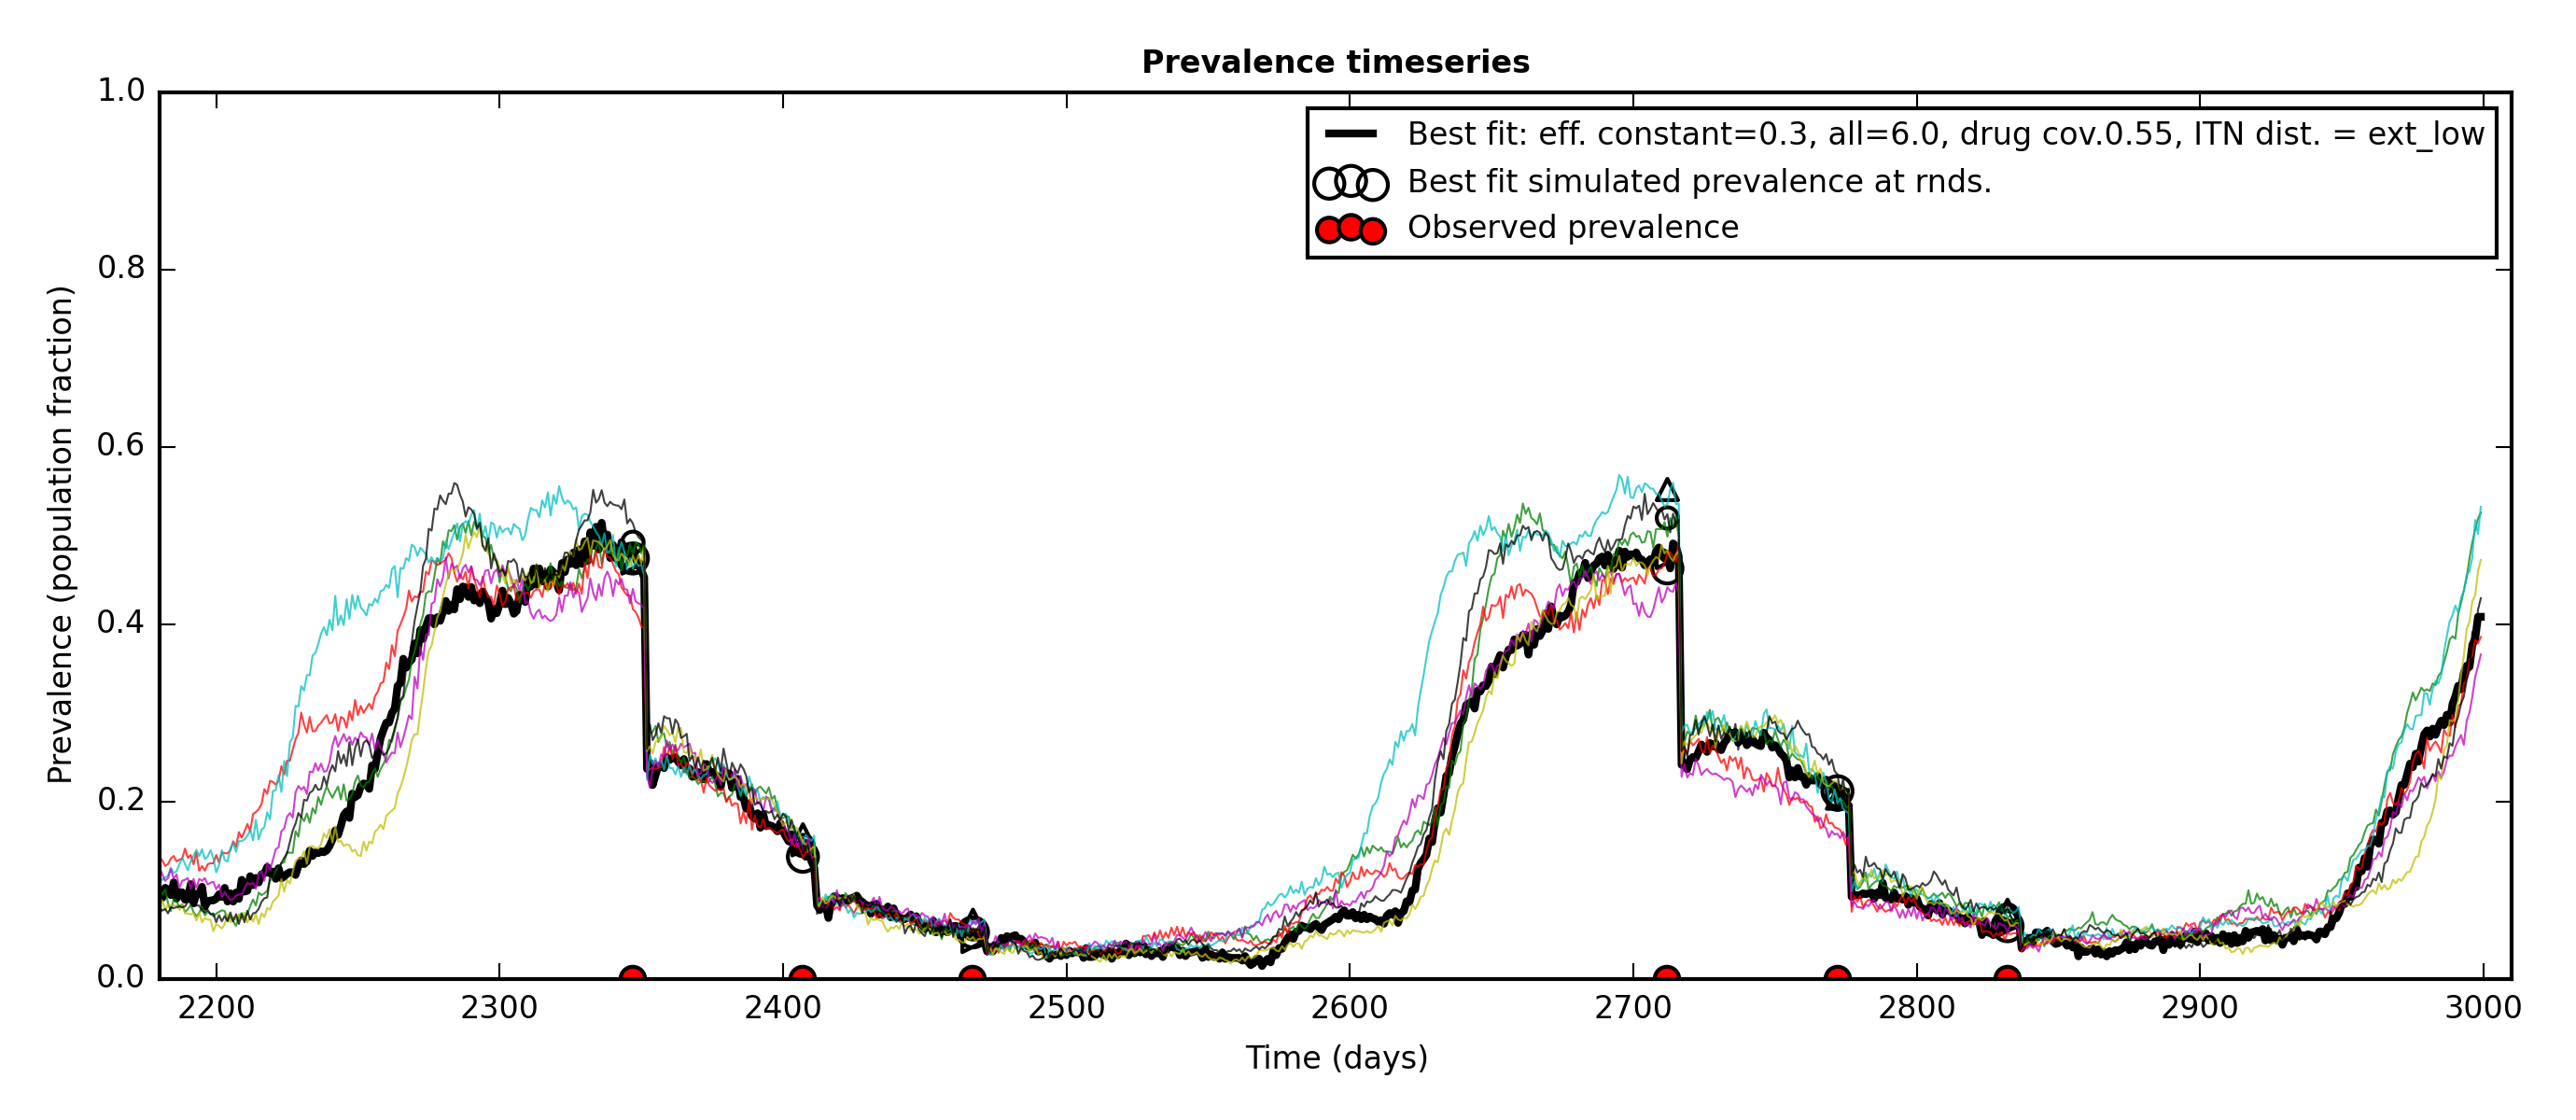 Prevalence timeseries
Best fit: eff. constant=0.3, all=6.0, drug cov.0.55, ITN dist. = ext_low
Best fit simulated prevalence at rnds.
Observed prevalence
Prevalence (population fraction)
1.0
0.8
0.6
0.4
0.2
0.0
2200 2300 2400 2500 2600 2700 2800 2900 3000
Time (days)